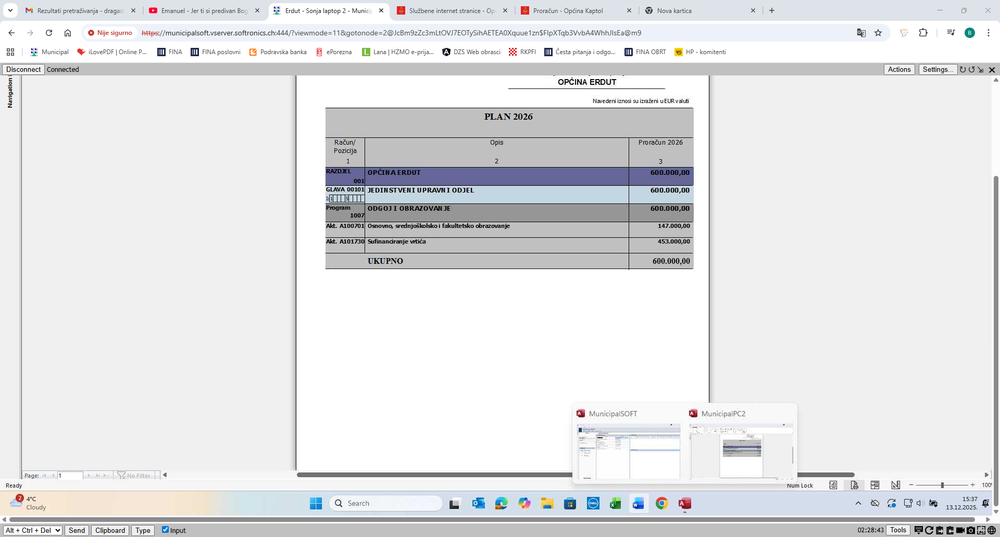 Rezultati pretraživanja - dragas
Emanuel - Jer ti si predivan Bog
Erdut - Sonja laptop 2 - Munici
Službene internet stranice - Op
Proračun - Općina Kaptol
Nova kartica
Nije sigurno
https://municipalsoft.vserver.softronics.ch:444/?viewmode=11&gotonode=2@JcBm9zZc3mLtOVJ7EOTySihAETEA0Xquue1zn$FIpXTqb3VvbA4WhhJIsEa@m9
B
Municipal
iLovePDF | Online P...
FINA
FINA poslovni
Podravska banka
ePorezna
Lana | HZMO e-prija...
DZS Web obrasci
RKPFI
Česta pitanja i odgo...
FINA OBRT
HP - komitenti
Disconnect Connected
Actions
Settings...
Navigation
OPĆINA ERDUT
Navedeni iznosi su izraženi u EUR valuti
PLAN 2026
Račun/
Pozicija
Opis
Proračun 2026
1
2
3
RAZDJEL
001
OPĆINA ERDUT
600.000,00
GLAVA 00101
JEDINSTVENI UPRAVNI ODJEL
600.000,00
I: 1 5
Program
1007
ODGOJ I OBRAZOVANJE
600.000,00
Akt. A100701
Osnovno, srednjoškolsko i fakultetsko obrazovanje
147.000,00
Akt. A101730
Sufinanciranje vrtića
453.000,00
UKUPNO
600.000,00
MunicipalSOFT
MunicipalPC2
Page:
1
No Filter
Ready
Num Lock
100%
2
4°C
Cloudy
Search
DELL
15:37
13.12.2025.
Alt + Ctrl + Del
Send
Clipboard
Type
Input
02:28:43
Tools